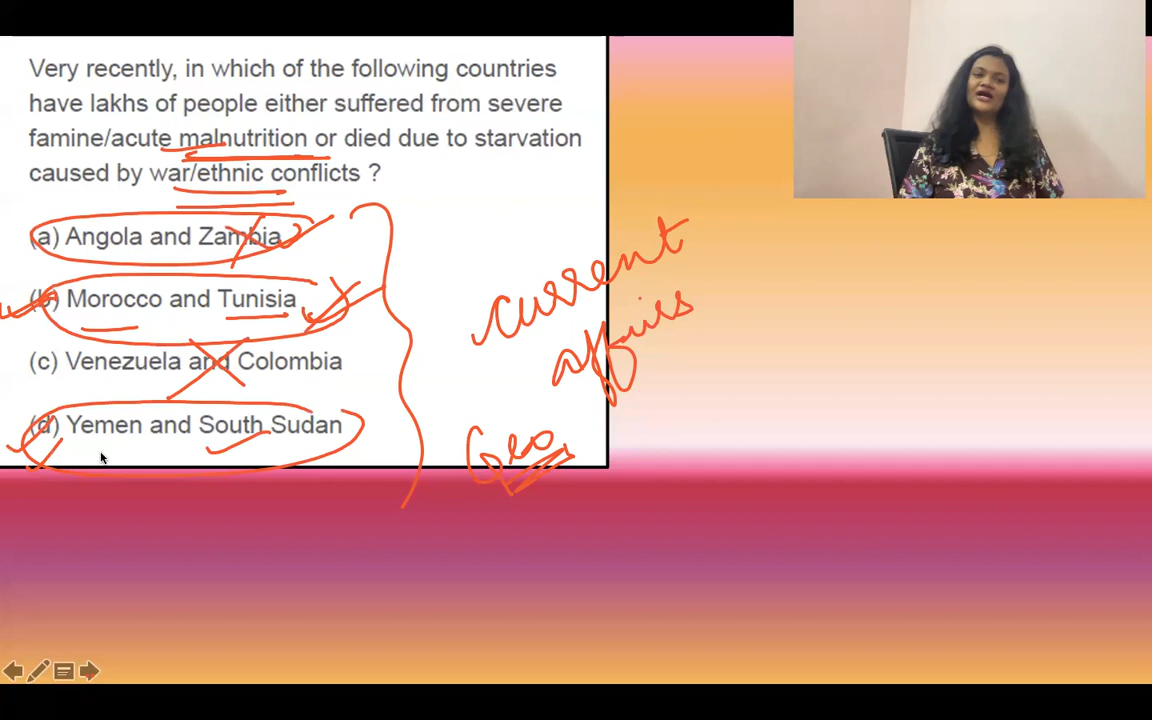 Very recently, in which of the following countries
have lakhs of people either suffered from severe
famine/acute malnutrition or died due to starvation
caused by war/ethnic conflicts ?
(a) Angola and Zambia
(b) Morocco and Tunisia
(c) Venezuela and Colombia
(d) Yemen and South Sudan
current
affairs
Geo